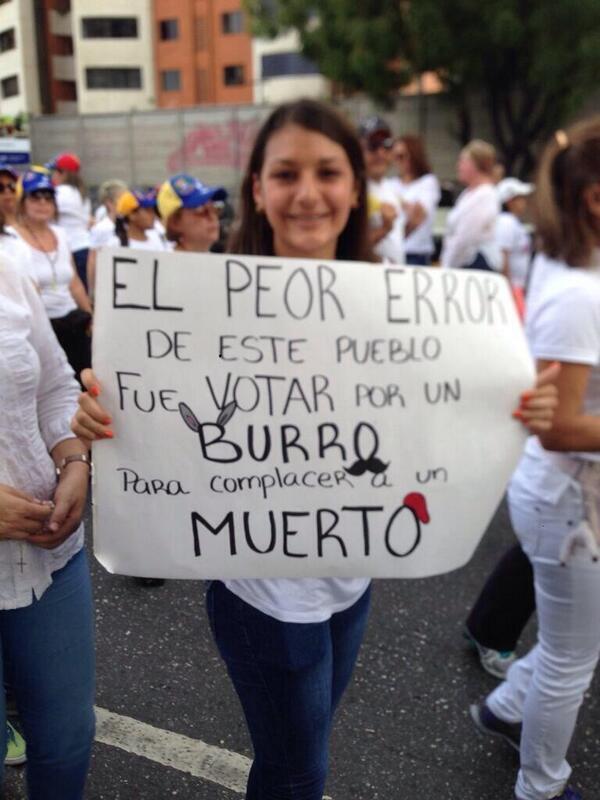 EL PEOR ERROR
DE ESTE PUEBLO
FUE VOTAR POR UN
BURRO
PARA complaceR a un
MUERTO